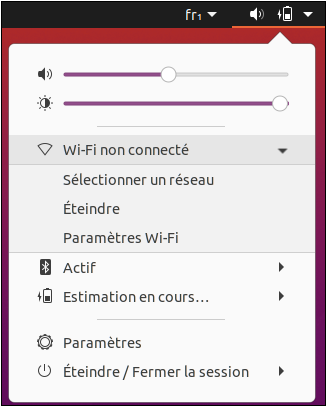 fr₁
Wi-Fi non connecté
Sélectionner un réseau
Éteindre
Paramètres Wi-Fi
Actif
Estimation en cours…
Paramètres
Éteindre / Fermer la session